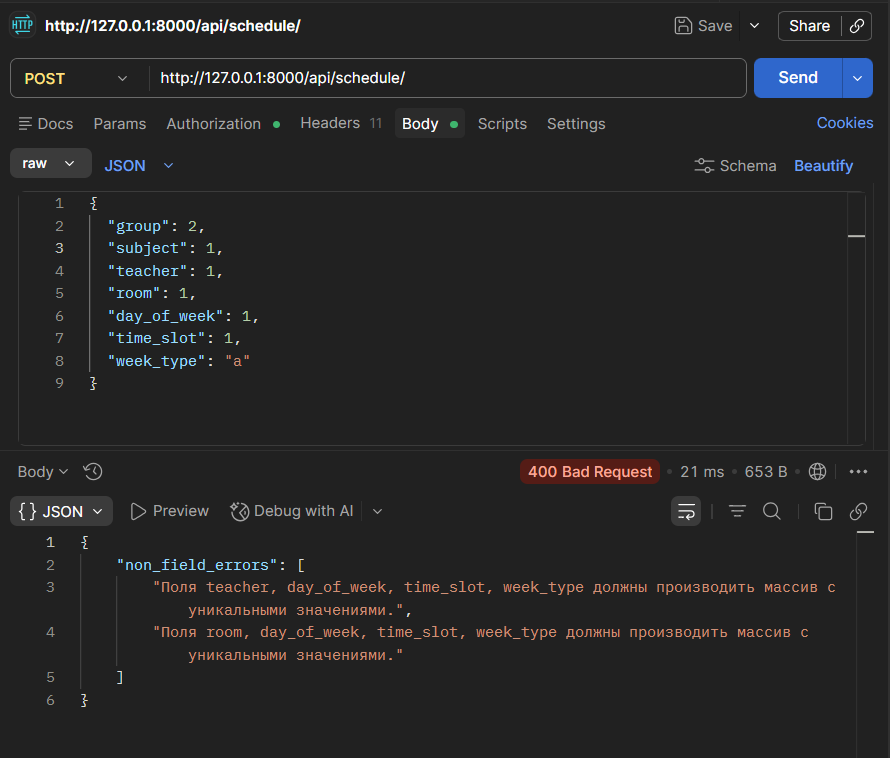 HTTP http://127.0.0.1:8000/api/schedule/ Save Share
POST http://127.0.0.1:8000/api/schedule/ Send
Docs Params Authorization Headers 11 Body Scripts Settings Cookies
raw JSON Schema Beautify
1 {
2 "group": 2,
3 "subject": 1,
4 "teacher": 1,
5 "room": 1,
6 "day_of_week": 1,
7 "time_slot": 1,
8 "week_type": "a"
9 }
Body 400 Bad Request 21 ms 653 B
{ } JSON Preview Debug with AI
1 {
2 "non_field_errors": [
3 "Поля teacher, day_of_week, time_slot, week_type должны производить массив с
уникальными значениями.",
4 "Поля room, day_of_week, time_slot, week_type должны производить массив с
уникальными значениями."
5 ]
6 }